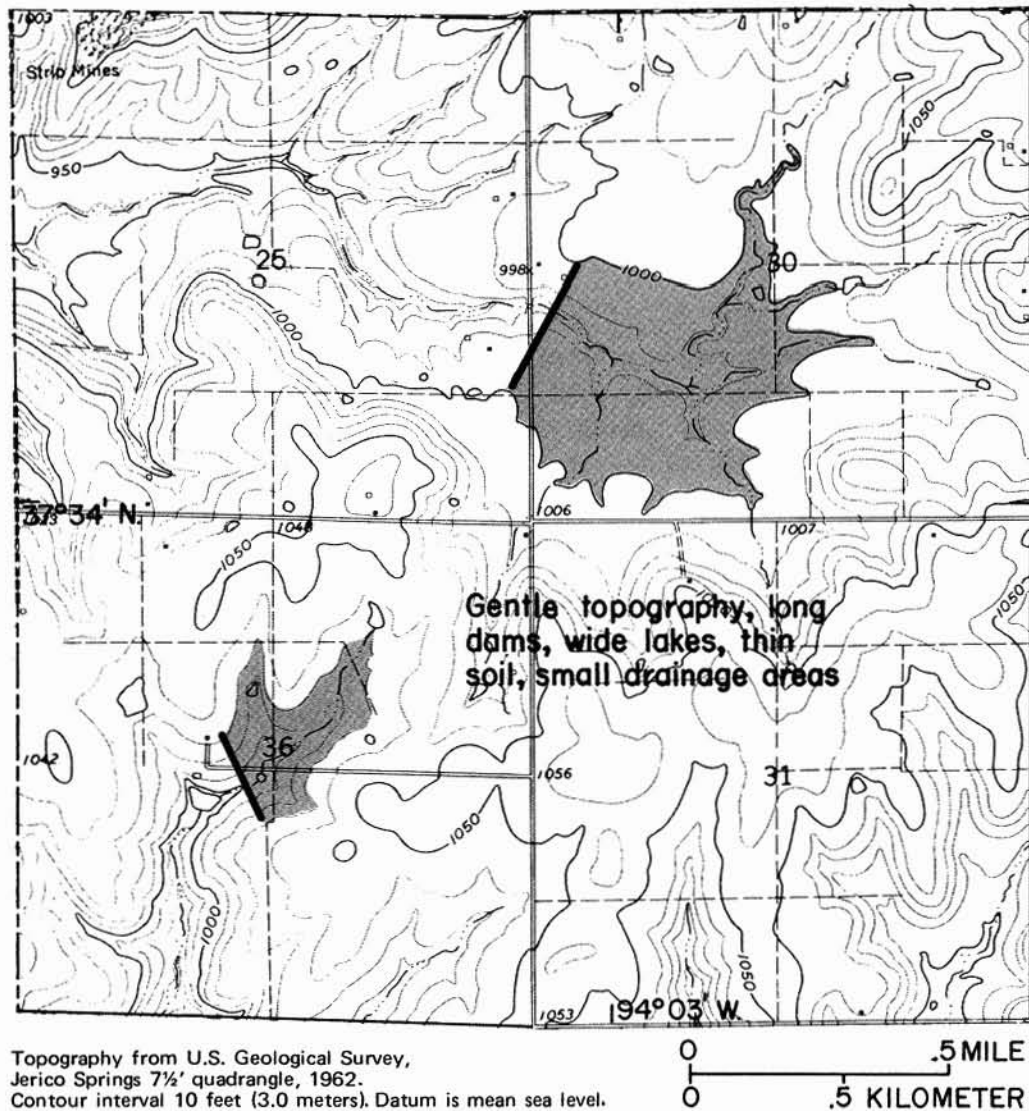 1003
Strip Mines
1050
950
25
998x
1000
30
1000
37°34' N.
1048
1006
1007
1050
1050
1000
Gentle topography, long
dams, wide lakes, thin
soil, small drainage areas
36
1042
1056
31
1050
1000
1050
1053
94°03' W.
Topography from U.S. Geological Survey,
Jerico Springs 7½' quadrangle, 1962.
Contour interval 10 feet (3.0 meters). Datum is mean sea level.
0 .5 MILE
0 .5 KILOMETER